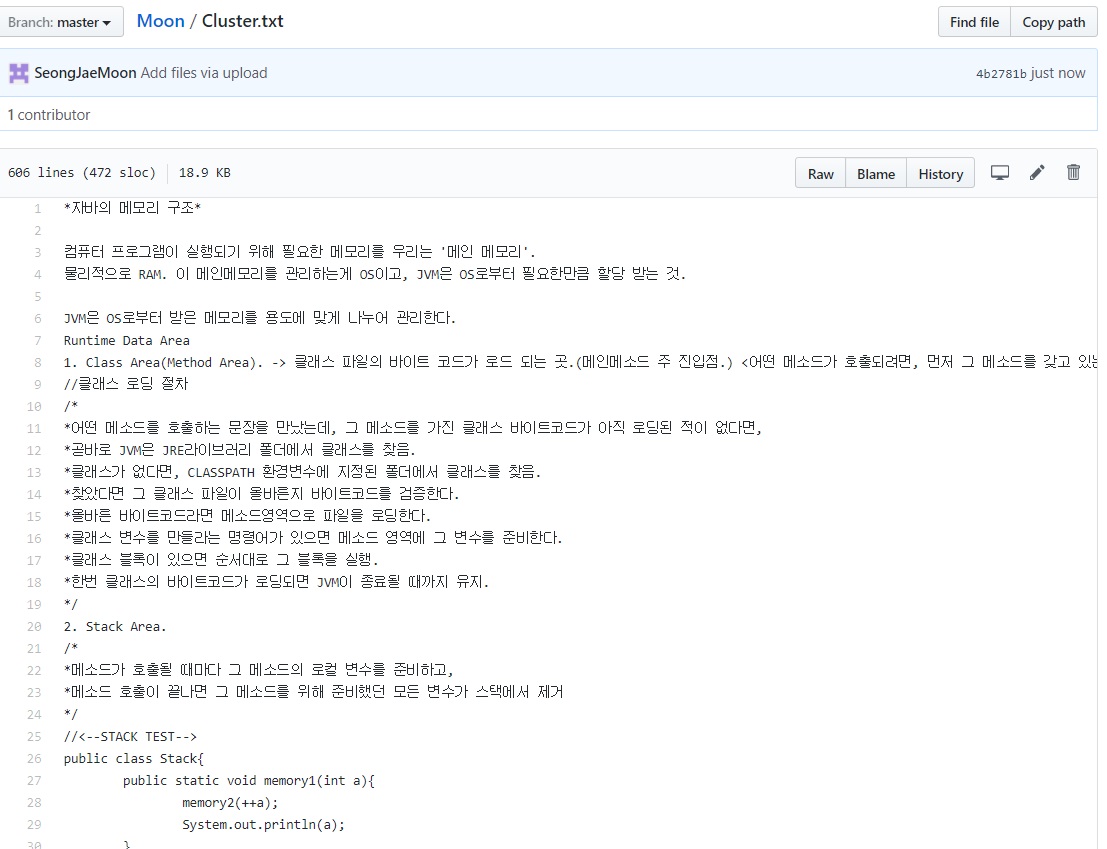 Branch: master
Moon / Cluster.txt
Find file
Copy path
SeongJaeMoon Add files via upload
4b2781b just now
1 contributor
606 lines (472 sloc)
18.9 KB
Raw
Blame
History
1 *자바의 메모리 구조*
2
3 컴퓨터 프로그램이 실행되기 위해 필요한 메모리를 우리는 '메인 메모리'.
4 물리적으로 RAM. 이 메인메모리를 관리하는게 OS이고, JVM은 OS로부터 필요한만큼 할당 받는 것.
5
6 JVM은 OS로부터 받은 메모리를 용도에 맞게 나누어 관리한다.
7 Runtime Data Area
8 1. Class Area(Method Area). -> 클래스 파일의 바이트 코드가 로드 되는 곳.(메인메소드 주 진입점.) <어떤 메소드가 호출되려면, 먼저 그 메소드를 갖고 있는
9 //클래스 로딩 절차
10 /*
11 *어떤 메소드를 호출하는 문장을 만났는데, 그 메소드를 가진 클래스 바이트코드가 아직 로딩된 적이 없다면,
12 *곧바로 JVM은 JRE라이브러리 폴더에서 클래스를 찾음.
13 *클래스가 없다면, CLASSPATH 환경변수에 지정된 폴더에서 클래스를 찾음.
14 *찾았다면 그 클래스 파일이 올바른지 바이트코드를 검증한다.
15 *올바른 바이트코드라면 메소드영역으로 파일을 로딩한다.
16 *클래스 변수를 만들라는 명령어가 있으면 메소드 영역에 그 변수를 준비한다.
17 *클래스 블록이 있으면 순서대로 그 블록을 실행.
18 *한번 클래스의 바이트코드가 로딩되면 JVM이 종료될 때까지 유지.
19 */
20 2. Stack Area.
21 /*
22 *메소드가 호출될 때마다 그 메소드의 로컬 변수를 준비하고,
23 *메소드 호출이 끝나면 그 메소드를 위해 준비했던 모든 변수가 스택에서 제거
24 */
25 //<--STACK TEST-->
26 public class Stack{
27 public static void memory1(int a){
28 memory2(++a);
29 System.out.println(a);
30 }